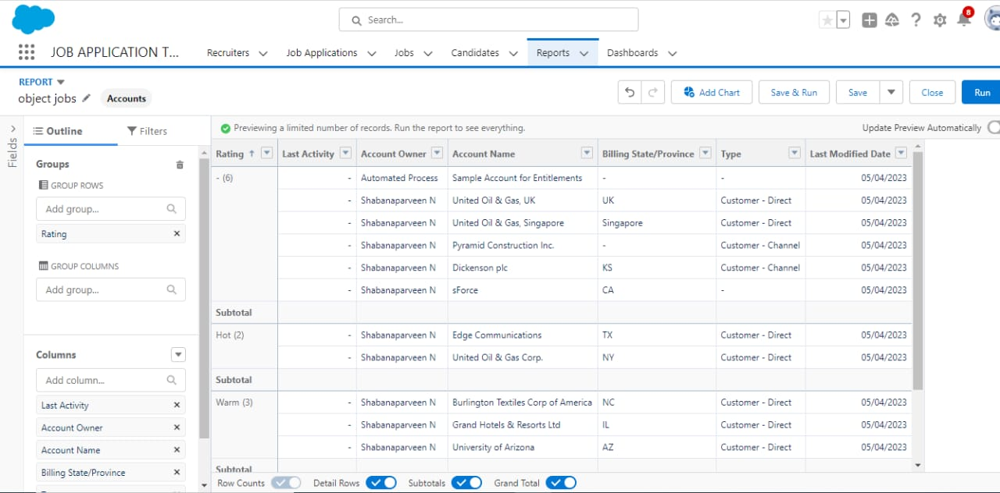 Search...
8
JOB APPLICATION T...
Recruiters
Job Applications
Jobs
Candidates
Reports
Dashboards
REPORT
object jobs Accounts
Add Chart
Save & Run
Save
Close
Run
Fields
Outline
Filters
Previewing a limited number of records. Run the report to see everything.
Update Preview Automatically
Groups
GROUP ROWS
Add group...
Rating
GROUP COLUMNS
Add group...
Columns
Add column...
Last Activity
Account Owner
Account Name
Billing State/Province
Rating Last Activity Account Owner Account Name Billing State/Province Type Last Modified Date
- (6) - Automated Process Sample Account for Entitlements - - 05/04/2023
- Shabanaparveen N United Oil & Gas, UK UK Customer - Direct 05/04/2023
- Shabanaparveen N United Oil & Gas, Singapore Singapore Customer - Direct 05/04/2023
- Shabanaparveen N Pyramid Construction Inc. - Customer - Channel 05/04/2023
- Shabanaparveen N Dickenson plc KS Customer - Channel 05/04/2023
- Shabanaparveen N sForce CA - 05/04/2023
Subtotal
Hot (2) - Shabanaparveen N Edge Communications TX Customer - Direct 05/04/2023
- Shabanaparveen N United Oil & Gas Corp. NY Customer - Direct 05/04/2023
Subtotal
Warm (3) - Shabanaparveen N Burlington Textiles Corp of America NC Customer - Direct 05/04/2023
- Shabanaparveen N Grand Hotels & Resorts Ltd IL Customer - Direct 05/04/2023
- Shabanaparveen N University of Arizona AZ Customer - Direct 05/04/2023
Subtotal
Row Counts
Detail Rows
Subtotals
Grand Total